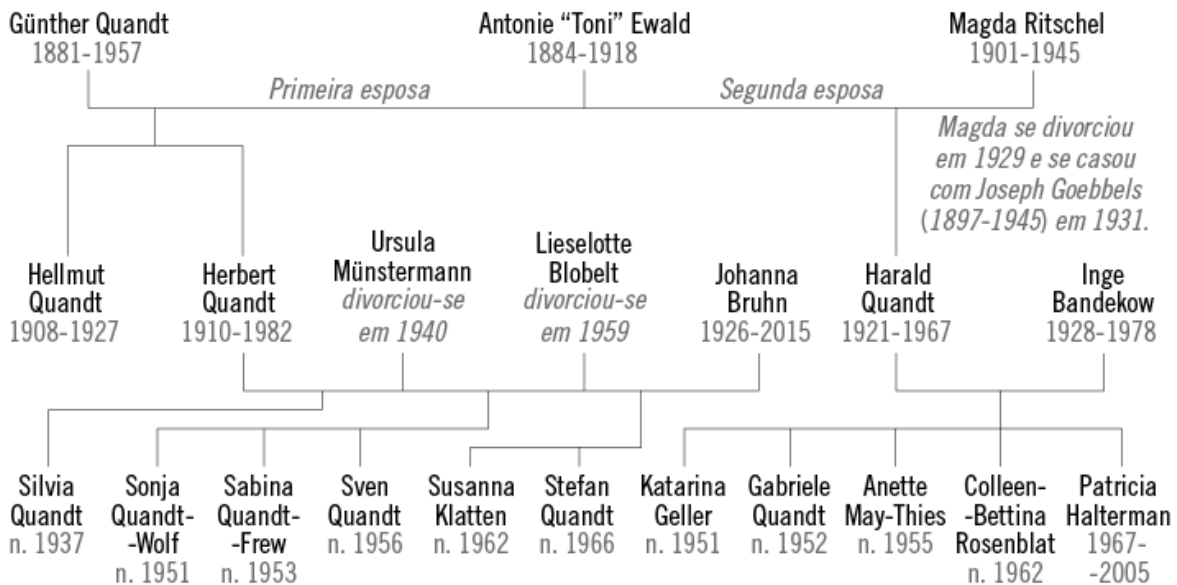 Günther Quandt
1881-1957
Antonie “Toni” Ewald
1884-1918
Magda Ritschel
1901-1945
Primeira esposa
Segunda esposa
Magda se divorciou
em 1929 e se casou
com Joseph Goebbels
(1897-1945) em 1931.
Hellmut
Quandt
1908-1927
Herbert
Quandt
1910-1982
Ursula
Münstermann
divorciou-se
em 1940
Lieselotte
Blobelt
divorciou-se
em 1959
Johanna
Bruhn
1926-2015
Harald
Quandt
1921-1967
Inge
Bandekow
1928-1978
Silvia
Quandt
n. 1937
Sonja
Quandt-
-Wolf
n. 1951
Sabina
Quandt-
-Frew
n. 1953
Sven
Quandt
n. 1956
Susanna
Klatten
n. 1962
Stefan
Quandt
n. 1966
Katarina
Geller
n. 1951
Gabriele
Quandt
n. 1952
Anette
May-Thies
n. 1955
Colleen-
-Bettina
Rosenblat
n. 1962
Patricia
Halterman
1967-
-2005